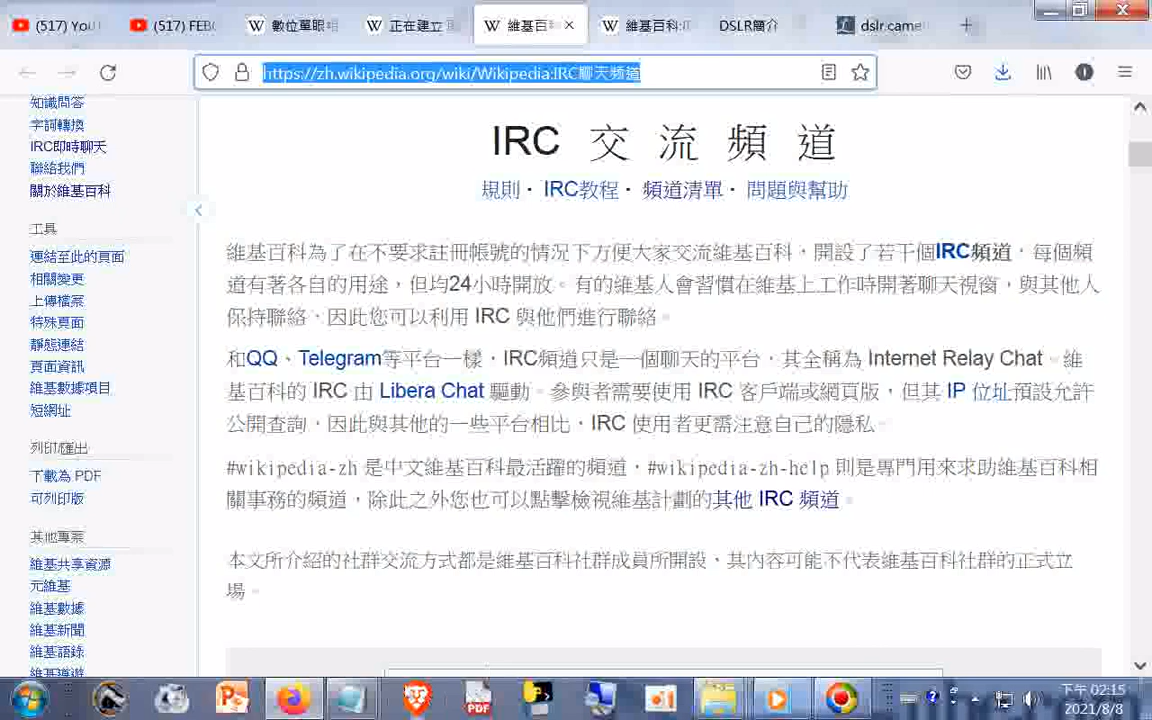 (517) You
(517) FEB
數位單眼相
正在建立
維基百科
維基百科:I
DSLR簡介
dslr came
https://zh.wikipedia.org/wiki/Wikipedia:IRC聊天頻道
知識問答
字詞轉換
IRC即時聊天
聯絡我們
關於維基百科
工具
連結至此的頁面
相關變更
上傳檔案
特殊頁面
靜態連結
頁面資訊
維基數據項目
短網址
列印/匯出
下載為 PDF
可列印版
其他專案
維基共享資源
元維基
維基數據
維基新聞
維基語錄
維基導遊
IRC 交 流 頻 道
規則· IRC教程· 頻道清單· 問題與幫助
維基百科為了在不要求註冊帳號的情況下方便大家交流維基百科，開設了若干個IRC頻道，每個頻
道有著各自的用途，但均24小時開放。有的維基人會習慣在維基上工作時開著聊天視窗，與其他人
保持聯絡、因此您可以利用 IRC 與他們進行聯絡。
和QQ、Telegram等平台一樣，IRC頻道只是一個聊天的平台，其全稱為 Internet Relay Chat。維
基百科的 IRC 由 Libera Chat 驅動。參與者需要使用 IRC 客戶端或網頁版，但其 IP 位址預設允許
公開查詢，因此與其他的一些平台相比，IRC 使用者更需注意自己的隱私。
#wikipedia-zh 是中文維基百科最活躍的頻道，#wikipedia-zh-help 則是專門用來求助維基百科相
關事務的頻道，除此之外您也可以點擊檢視維基計劃的其他 IRC 頻道。
本文所介紹的社群交流方式都是維基百科社群成員所開設、其內容可能不代表維基百科社群的正式立
場。
下午 02:15
2021/8/8